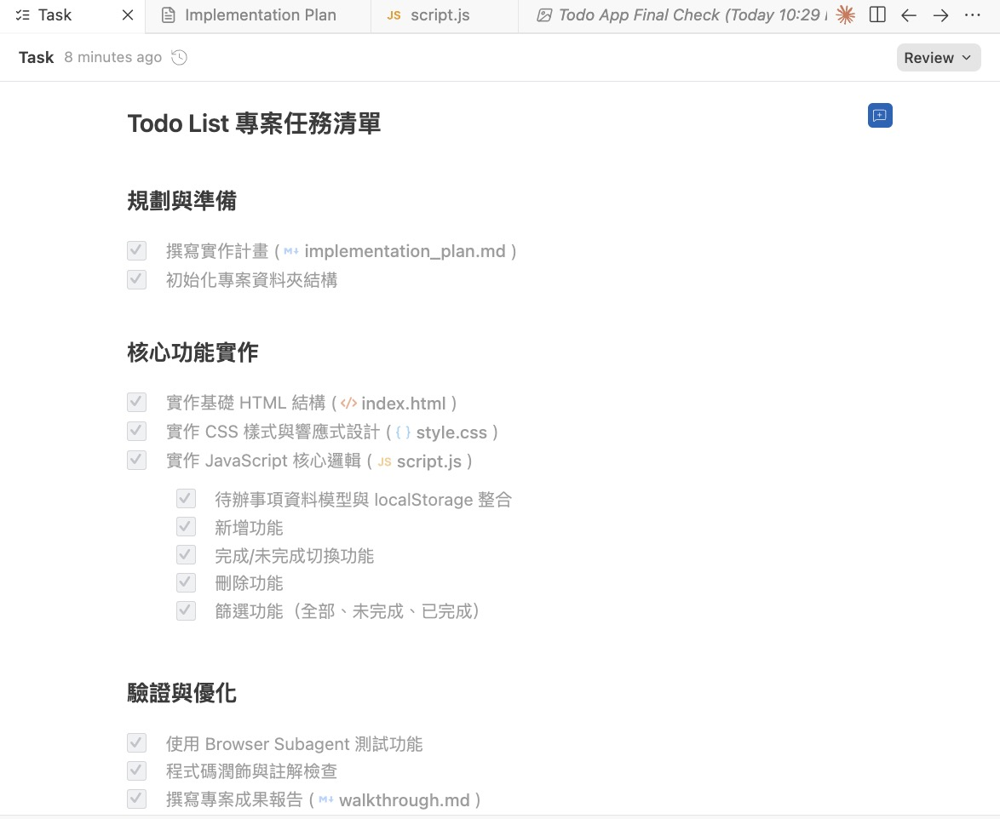 Task
Implementation Plan
JS script.js
Todo App Final Check (Today 10:29
Task 8 minutes ago
Review
Todo List 專案任務清單
規劃與準備
撰寫實作計畫 ( M↓ implementation_plan.md )
初始化專案資料夾結構
核心功能實作
實作基礎 HTML 結構 ( </> index.html )
實作 CSS 樣式與響應式設計 ( { } style.css )
實作 JavaScript 核心邏輯 ( JS script.js )
待辦事項資料模型與 localStorage 整合
新增功能
完成/未完成切換功能
刪除功能
篩選功能（全部、未完成、已完成）
驗證與優化
使用 Browser Subagent 測試功能
程式碼潤飾與註解檢查
撰寫專案成果報告 ( M↓ walkthrough.md )